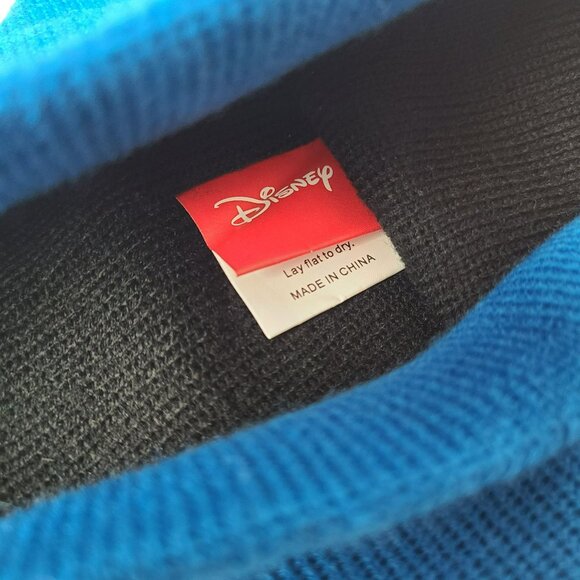 Disney
Lay flat to dry.
MADE IN CHINA